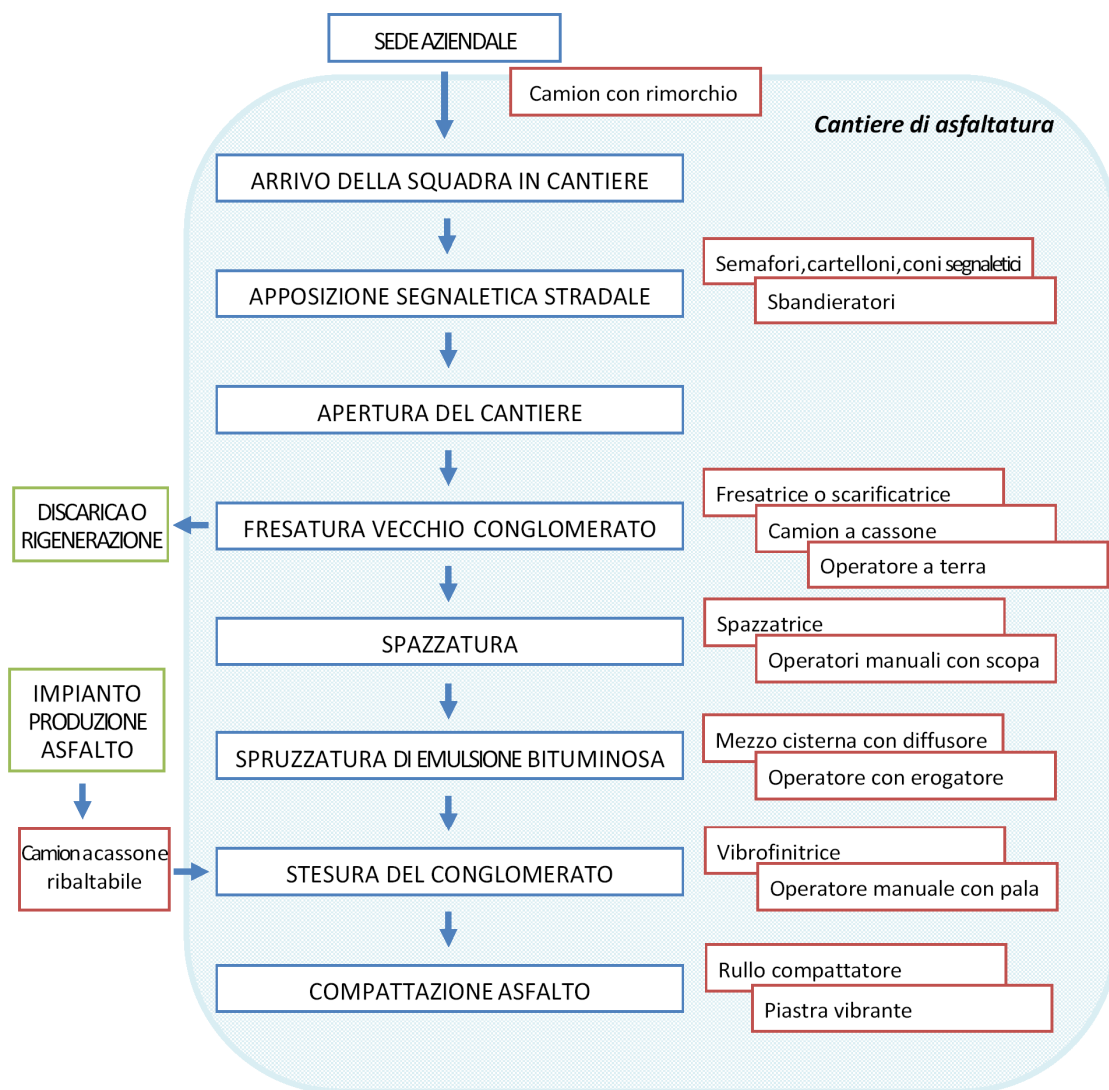 SEDE AZIENDALE
Camion con rimorchio
Cantiere di asfaltatura
ARRIVO DELLA SQUADRA IN CANTIERE
Semafori, cartelloni, coni segnaletici
APPOSIZIONE SEGNALETICA STRADALE
Sbandieratori
APERTURA DEL CANTIERE
DISCARICA O
RIGENERAZIONE
FRESATURA VECCHIO CONGLOMERATO
Fresatrice o scarificatrice
Camion a cassone
Operatore a terra
SPAZZATURA
Spazzatrice
Operatori manuali con scopa
IMPIANTO
PRODUZIONE
ASFALTO
SPRUZZATURA DI EMULSIONE BITUMINOSA
Mezzo cisterna con diffusore
Operatore con erogatore
Camion a cassone
ribaltabile
STESURA DEL CONGLOMERATO
Vibrofinitrice
Operatore manuale con pala
COMPATTAZIONE ASFALTO
Rullo compattatore
Piastra vibrante